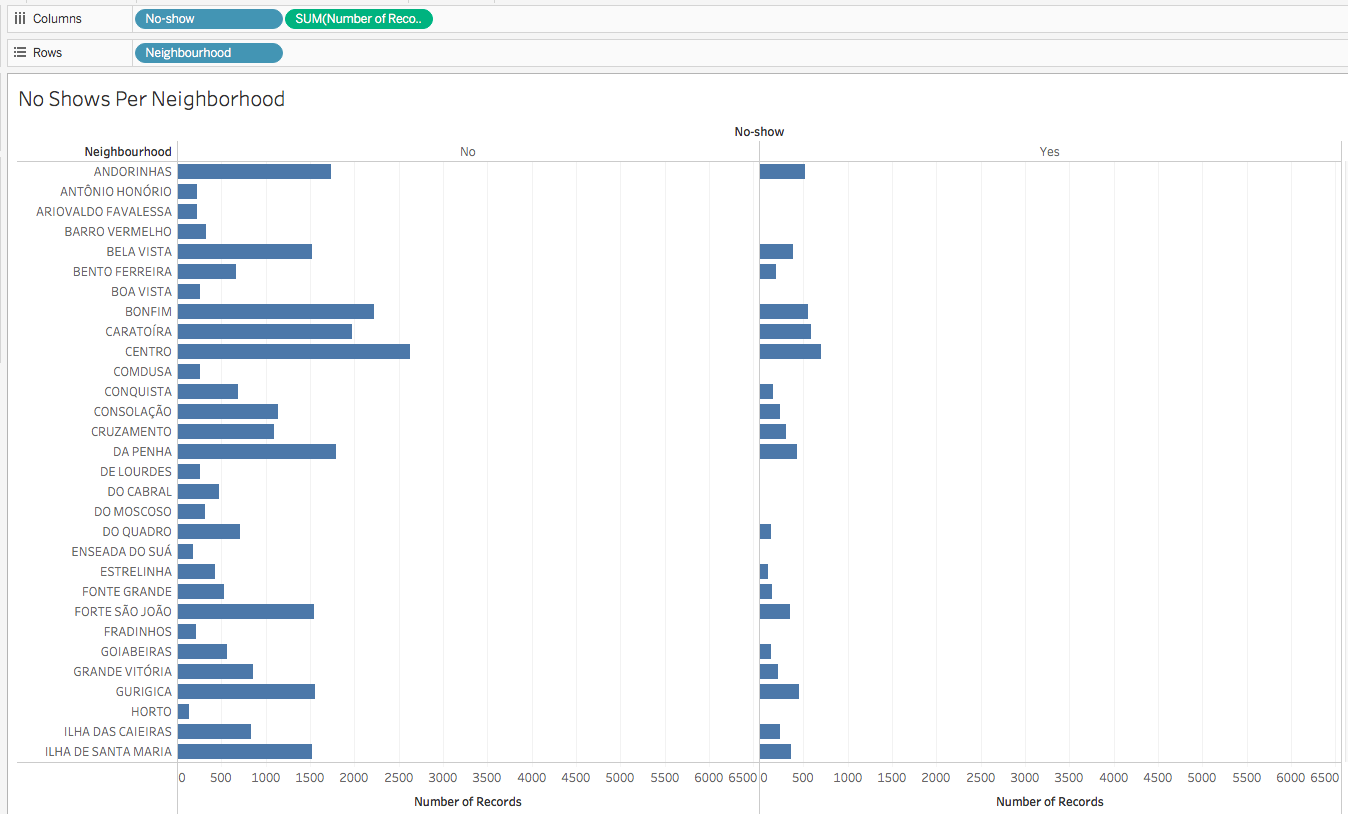 Columns No-show SUM(Number of Reco..
Rows Neighbourhood
No Shows Per Neighborhood
No-show
Neighbourhood No Yes
ANDORINHAS
ANTÔNIO HONÓRIO
ARIOVALDO FAVALESSA
BARRO VERMELHO
BELA VISTA
BENTO FERREIRA
BOA VISTA
BONFIM
CARATOÍRA
CENTRO
COMDUSA
CONQUISTA
CONSOLAÇÃO
CRUZAMENTO
DA PENHA
DE LOURDES
DO CABRAL
DO MOSCOSO
DO QUADRO
ENSEADA DO SUÁ
ESTRELINHA
FONTE GRANDE
FORTE SÃO JOÃO
FRADINHOS
GOIABEIRAS
GRANDE VITÓRIA
GURIGICA
HORTO
ILHA DAS CAIEIRAS
ILHA DE SANTA MARIA
0 500 1000 1500 2000 2500 3000 3500 4000 4500 5000 5500 6000 6500 0 500 1000 1500 2000 2500 3000 3500 4000 4500 5000 5500 6000 6500
Number of Records Number of Records